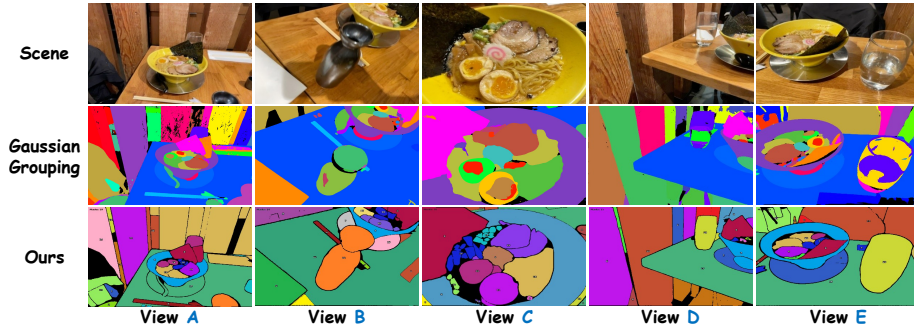 Scene
Gaussian
Grouping
Ours
View A
View B
View C
View D
View E